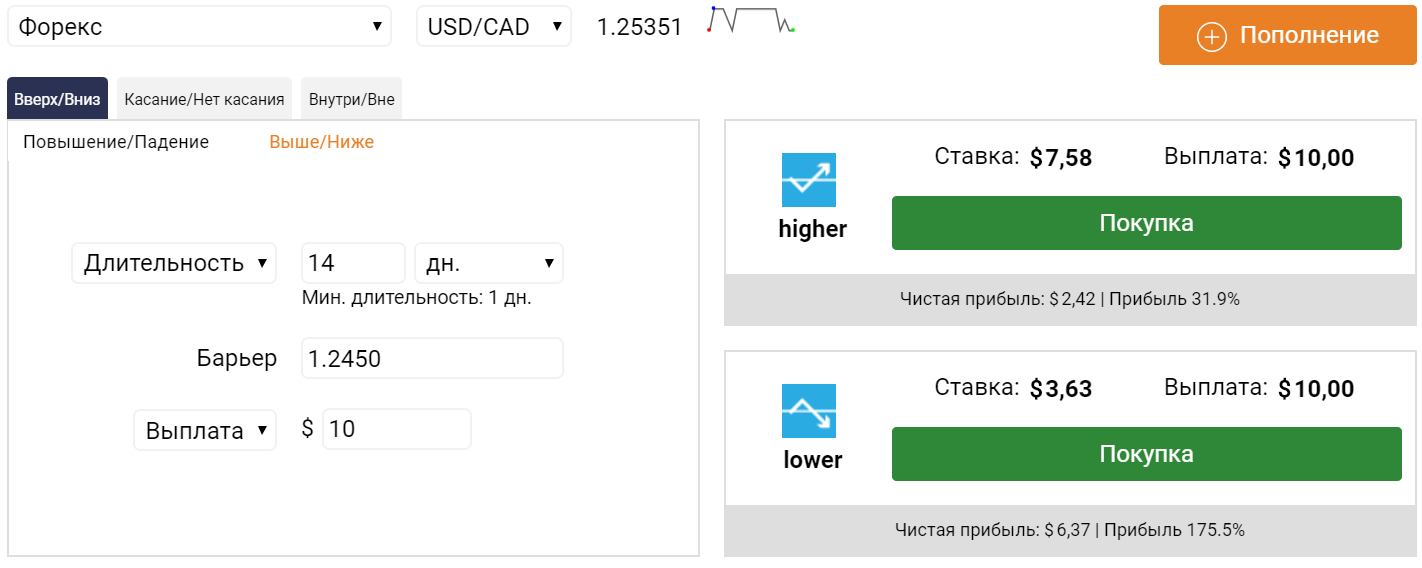 Форекс USD/CAD 1.25351 Пополнение
Вверх/Вниз Касание/Нет касания Внутри/Вне
Повышение/Падение Выше/Ниже
Длительность 14 дн.
Мин. длительность: 1 дн.
Барьер 1.2450
Выплата $ 10
Ставка: $7,58 Выплата: $10,00
higher Покупка
Чистая прибыль: $2,42 | Прибыль 31.9%
Ставка: $3,63 Выплата: $10,00
lower Покупка
Чистая прибыль: $6,37 | Прибыль 175.5%